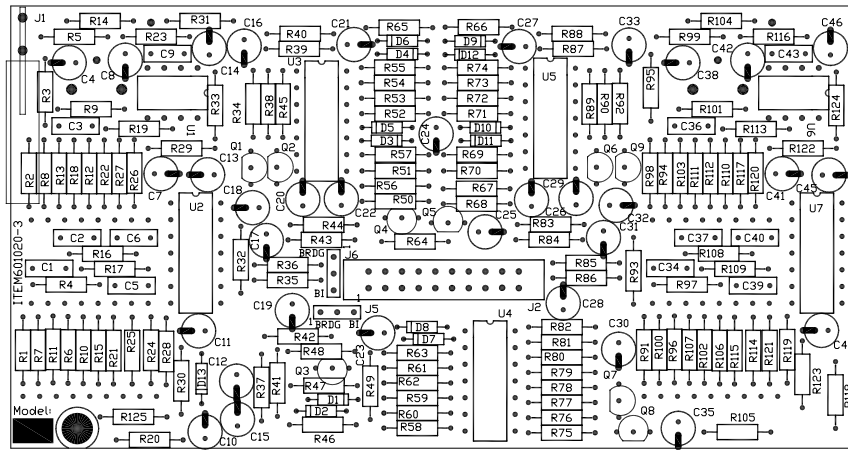 J1
R14
R31
R5
R23
C16
C9
C4
C8
C14
R3
R9
R33
C3
R19
U1
R29
R2
R8
R13
R18
R12
R22
R27
R26
C7
C13
U2
C2
C6
R16
R17
C1
R4
C5
ITEM601020-3
R1
R7
R11
R6
R10
R15
R21
R25
R24
R28
C11
R30
D13
C12
Model:
R125
R20
C10
C15
R40
R39
C21
U3
R34
R38
R45
Q1
Q2
C18
C20
C22
R32
R44
R43
R36
R35
BRDG
J6
BI
1
C19
1
BRDG
BI
J5
R42
R48
Q3
C23
R37
R41
R47
R49
D1
D2
R46
R65
D6
D4
R55
R54
R53
R52
D5
D3
R57
R51
R56
R50
Q4
R64
Q5
C24
C25
R66
D9
D12
R74
R73
R72
R71
D10
D11
R69
R70
R67
R68
C27
R88
R87
U5
C33
R89
R90
R92
R95
Q6
Q9
C29
C26
C32
R83
R84
C31
R85
R86
R93
J2
C28
D8
D7
R63
R61
R62
R59
R60
R58
U4
R82
R81
R80
R79
R78
R77
R76
R75
C30
Q7
Q8
C35
R105
R104
R99
R116
C46
C42
C43
C38
R101
R124
C36
R113
U6
R122
R98
R94
R103
R111
R112
R110
R117
R120
C41
C45
U7
C37
C40
R108
R109
C34
R97
C39
R91
R100
R96
R107
R102
R106
R115
R114
R121
R119
R123